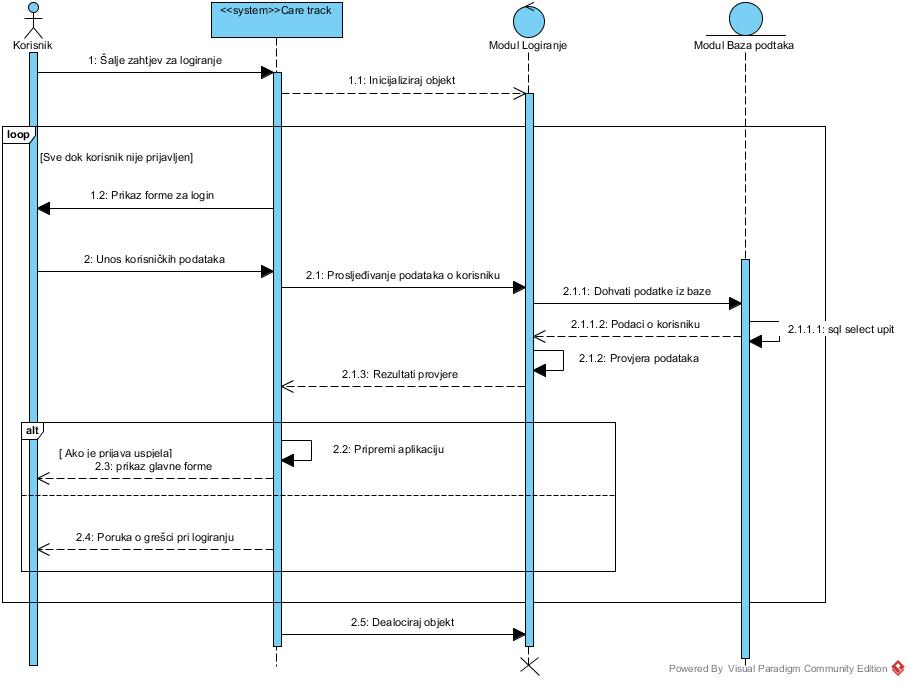 <<system>>Care track
Korisnik
Modul Logiranje
Modul Baza podtaka
1: Šalje zahtjev za logiranje
1.1: Inicijaliziraj objekt
loop
[Sve dok korisnik nije prijavljen]
1.2: Prikaz forme za login
2: Unos korisničkih podataka
2.1: Prosljeđivanje podataka o korisniku
2.1.1: Dohvati podatke iz baze
2.1.1.1: sql select upit
2.1.1.2: Podaci o korisniku
2.1.2: Provjera podataka
2.1.3: Rezultati provjere
alt
[ Ako je prijava uspjela]
2.2: Pripremi aplikaciju
2.3: prikaz glavne forme
2.4: Poruka o grešci pri logiranju
2.5: Dealociraj objekt
Powered By Visual Paradigm Community Edition